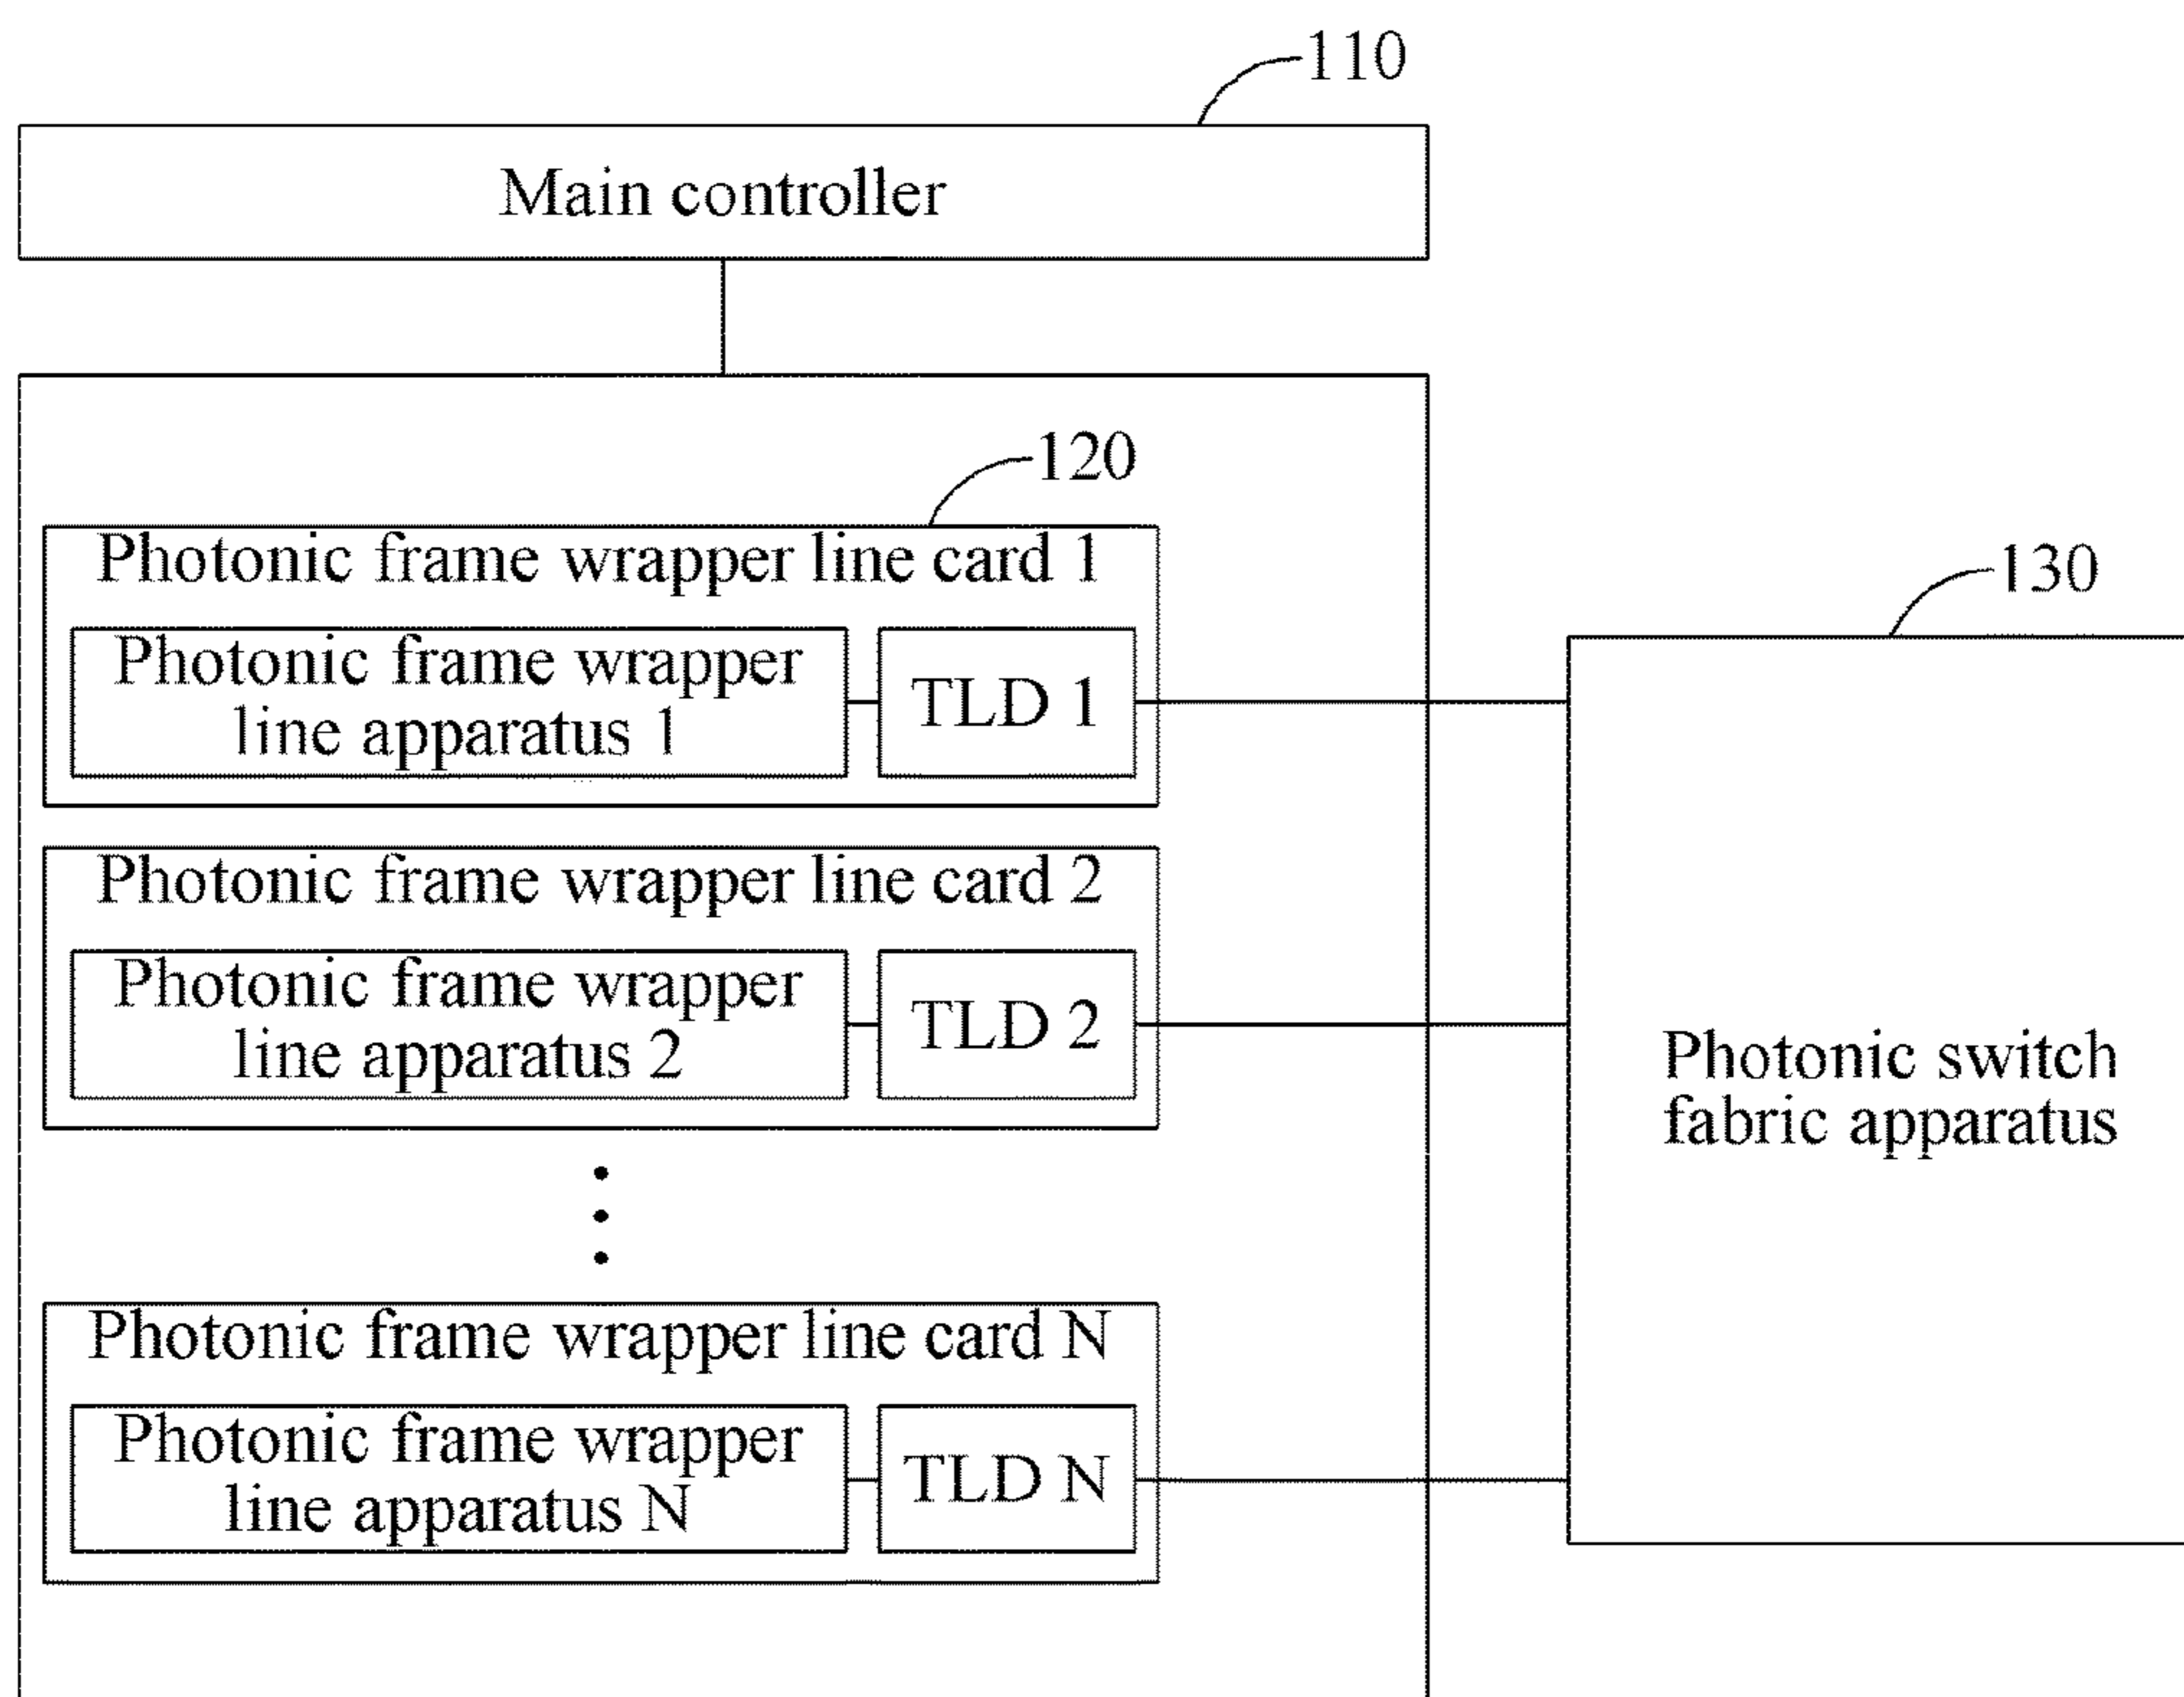 110
Main controller
120
Photonic frame wrapper line card 1
Photonic frame wrapper
line apparatus 1
TLD 1
130
Photonic frame wrapper line card 2
Photonic frame wrapper
line apparatus 2
TLD 2
Photonic switch
fabric apparatus
Photonic frame wrapper line card N
Photonic frame wrapper
line apparatus N
TLD N